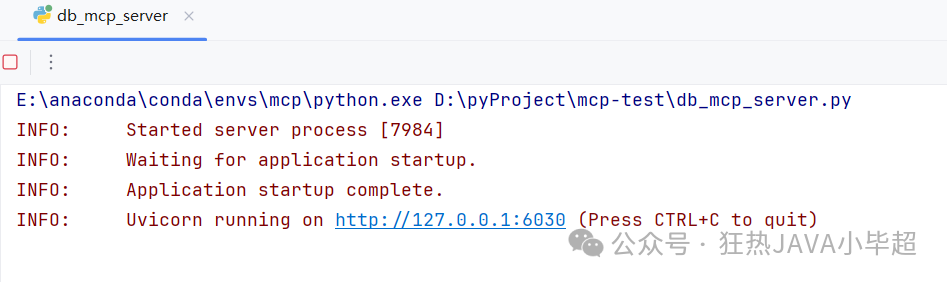 db_mcp_server
E:\anaconda\conda\envs\mcp\python.exe D:\pyProject\mcp-test\db_mcp_server.py
INFO:     Started server process [7984]
INFO:     Waiting for application startup.
INFO:     Application startup complete.
INFO:     Uvicorn running on http://127.0.0.1:6030 (Press CTRL+C to quit)
公众号 · 狂热JAVA小毕超